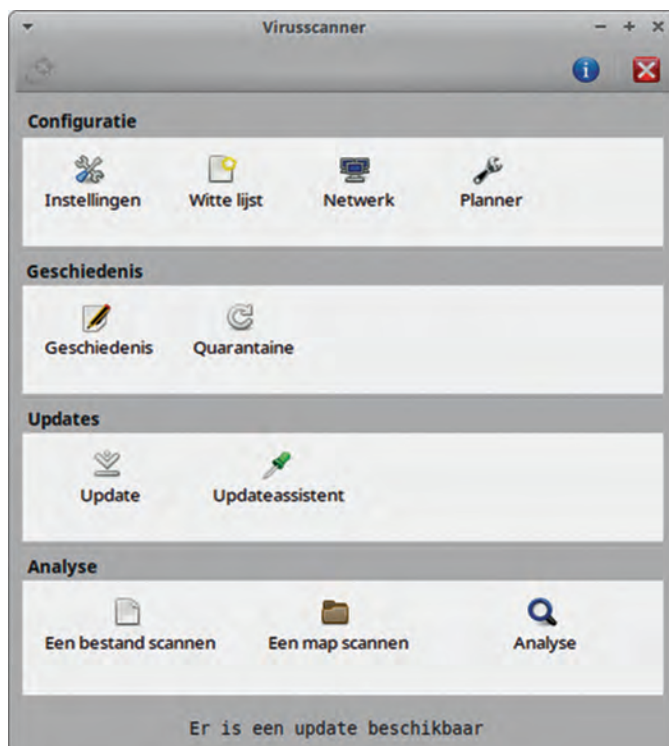 Virusscanner
Configuratie
Instellingen Witte lijst Netwerk Planner
Geschiedenis
Geschiedenis Quarantaine
Updates
Update Updateassistent
Analyse
Een bestand scannen Een map scannen Analyse
Er is een update beschikbaar